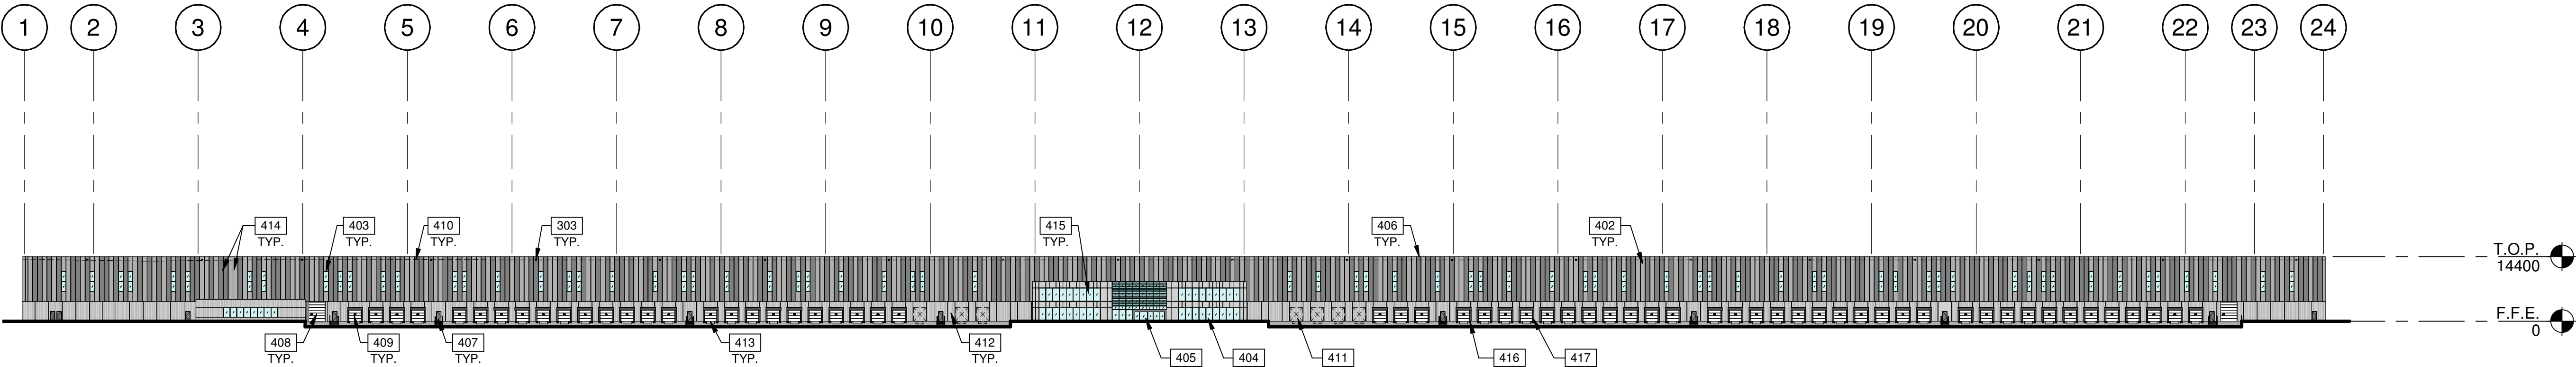 1 2 3 4 5 6 7 8 9 10 11 12 13 14 15 16 17 18 19 20 21 22 23 24
414 403 410 303 415 406 402
TYP. TYP. TYP. TYP. TYP. TYP.
T.O.P.
14400
F.F.E.
0
408 409 407 413 412
TYP. TYP. TYP. TYP. TYP.
405 404 411 416 417